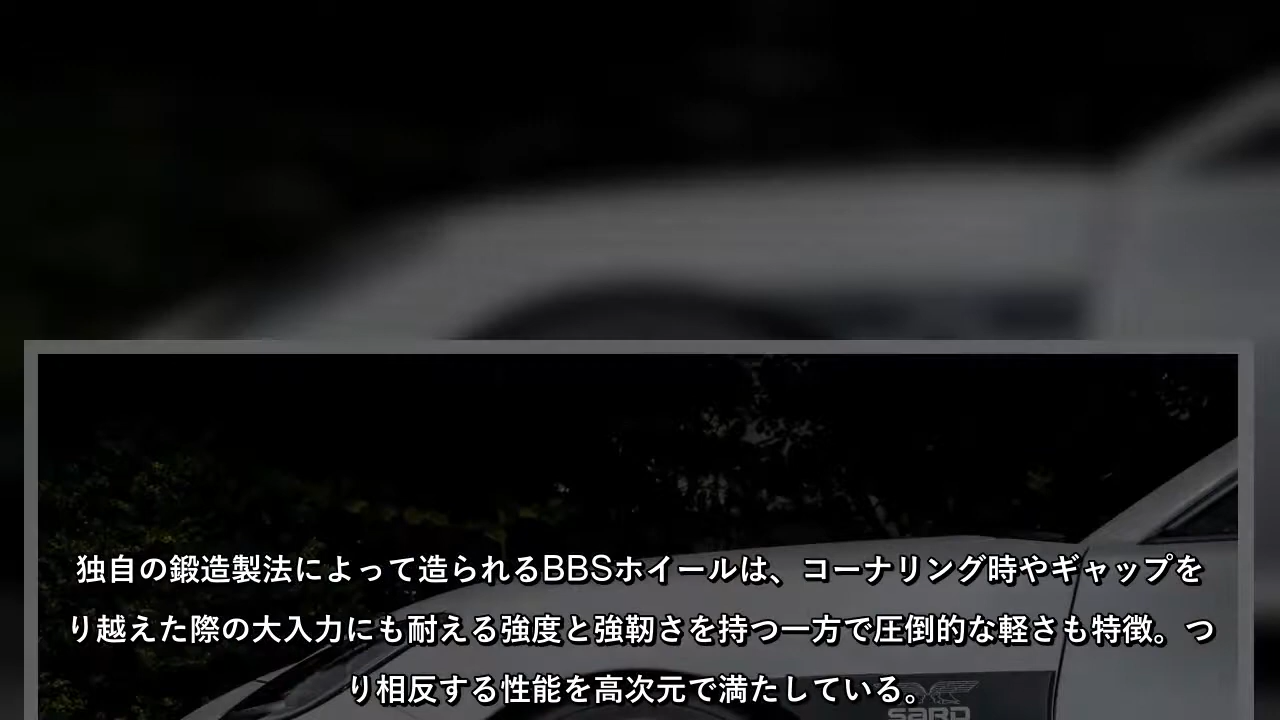 独自の鍛造製法によって造られるBBSホイールは、コーナリング時やギャップを
り越えた際の大入力にも耐える強度と強靭さを持つ一方で圧倒的な軽さも特徴。つ
り相反する性能を高次元で満たしている。
SARD